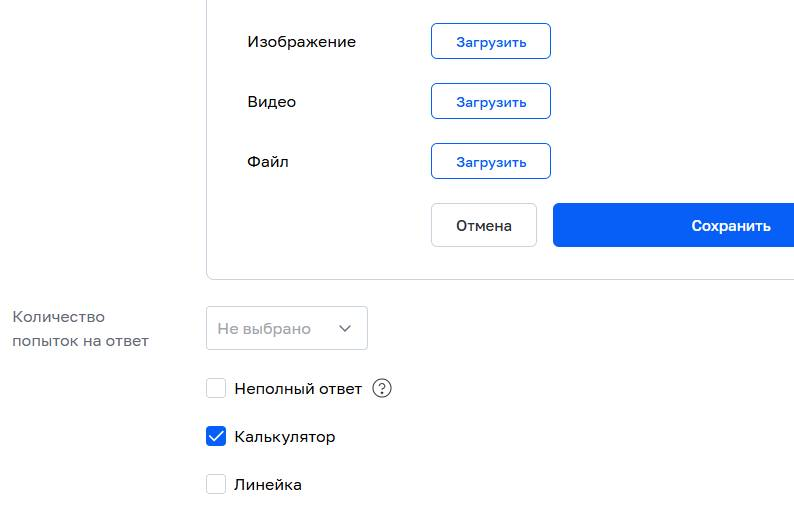 Изображение
Загрузить
Видео
Загрузить
Файл
Загрузить
Отмена
Сохранить
Количество
попыток на ответ
Не выбрано
Неполный ответ ?
Калькулятор
Линейка